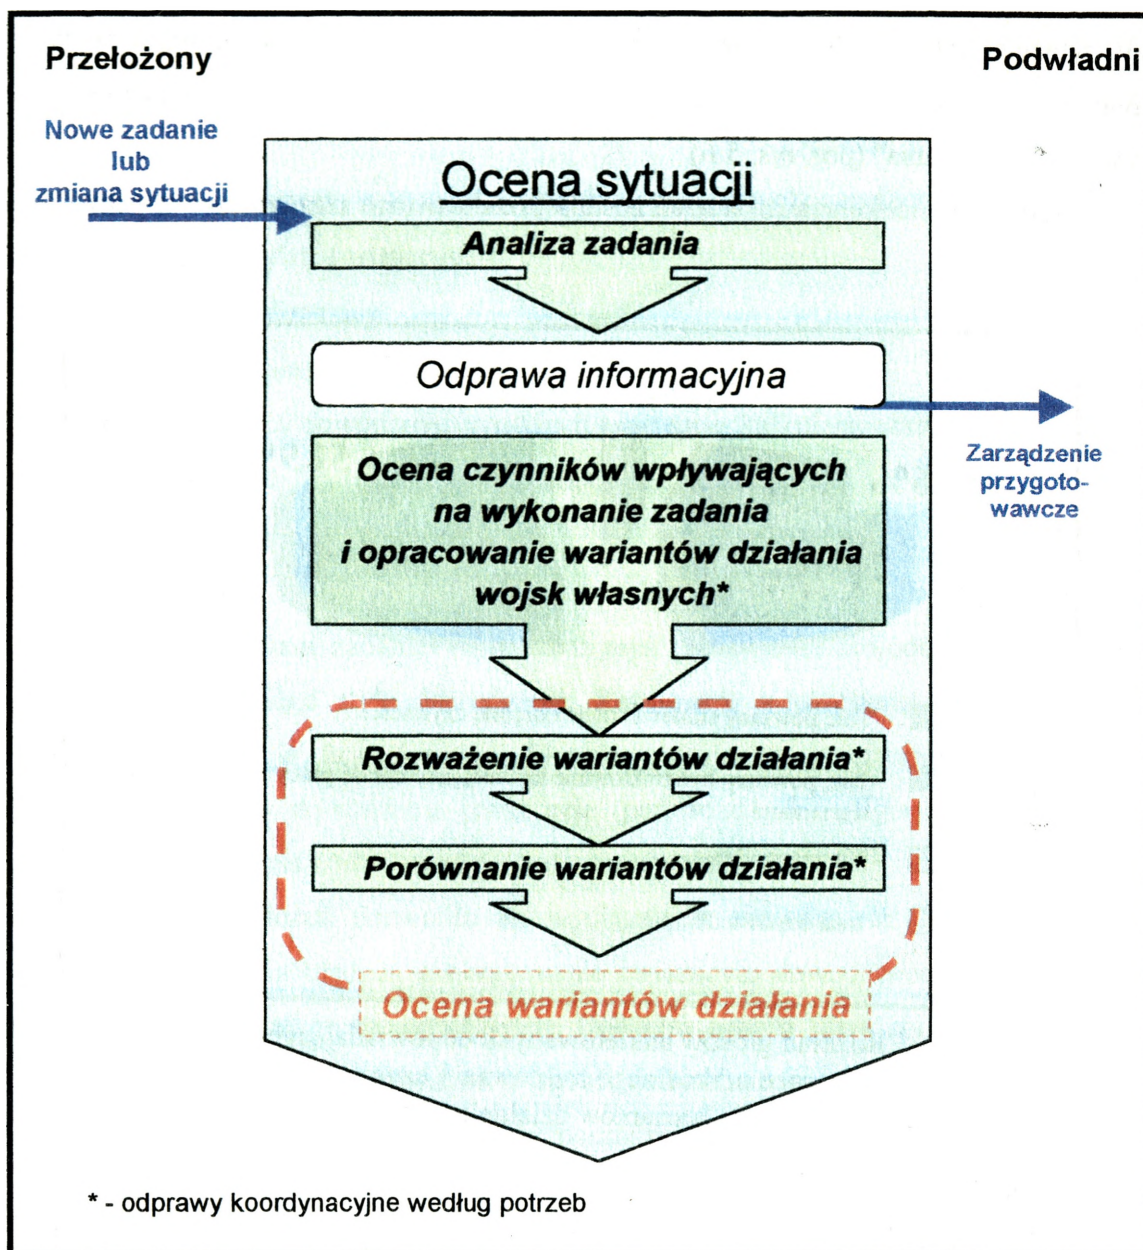 Przełożony
Podwładni
Nowe zadanie
lub
zmiana sytuacji
Ocena sytuacji
Analiza zadania
Odprawa informacyjna
Zarządzenie
przygoto-
wawcze
Ocena czynników wpływających
na wykonanie zadania
i opracowanie wariantów działania
wojsk własnych*
Rozważenie wariantów działania*
Porównanie wariantów działania*
Ocena wariantów działania
* - odprawy koordynacyjne według potrzeb